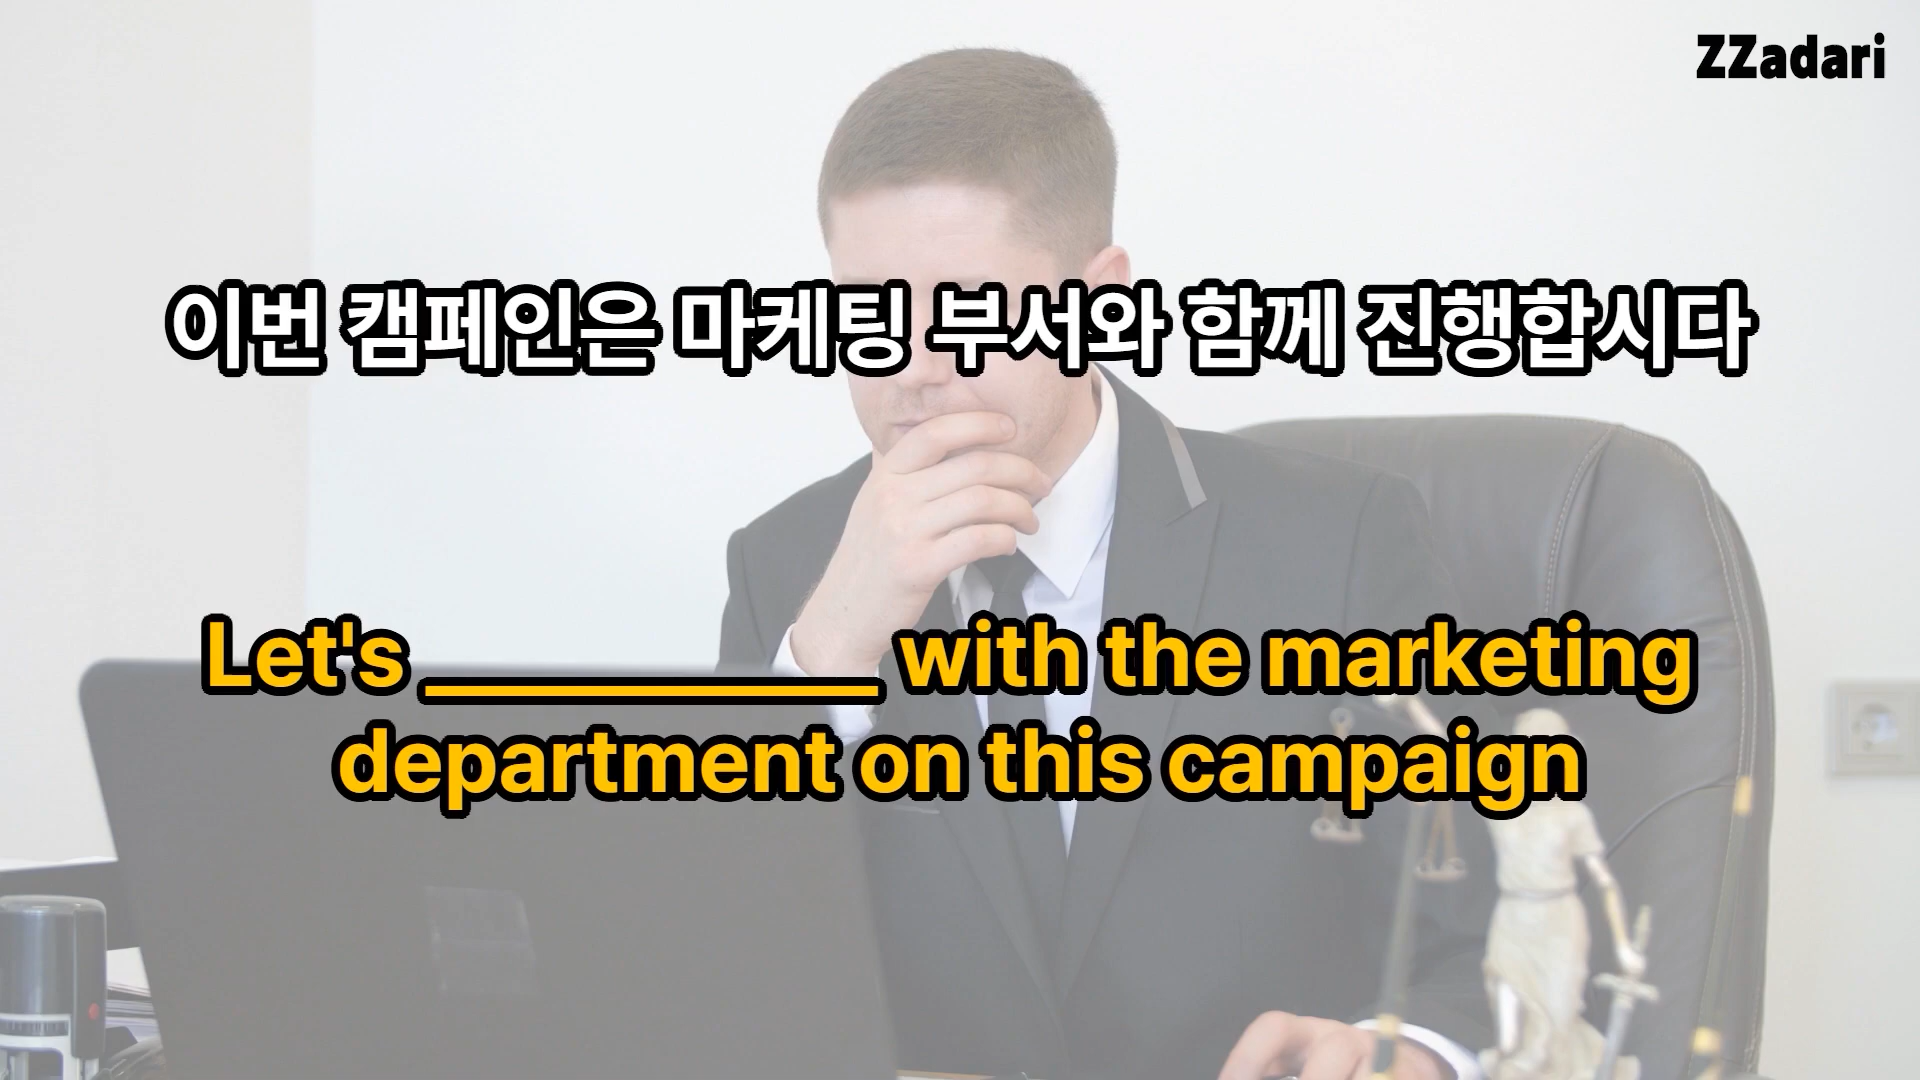 ZZadari
이번 캠페인은 마케팅 부서와 함께 진행합시다
Let's __________ with the marketing
department on this campaign